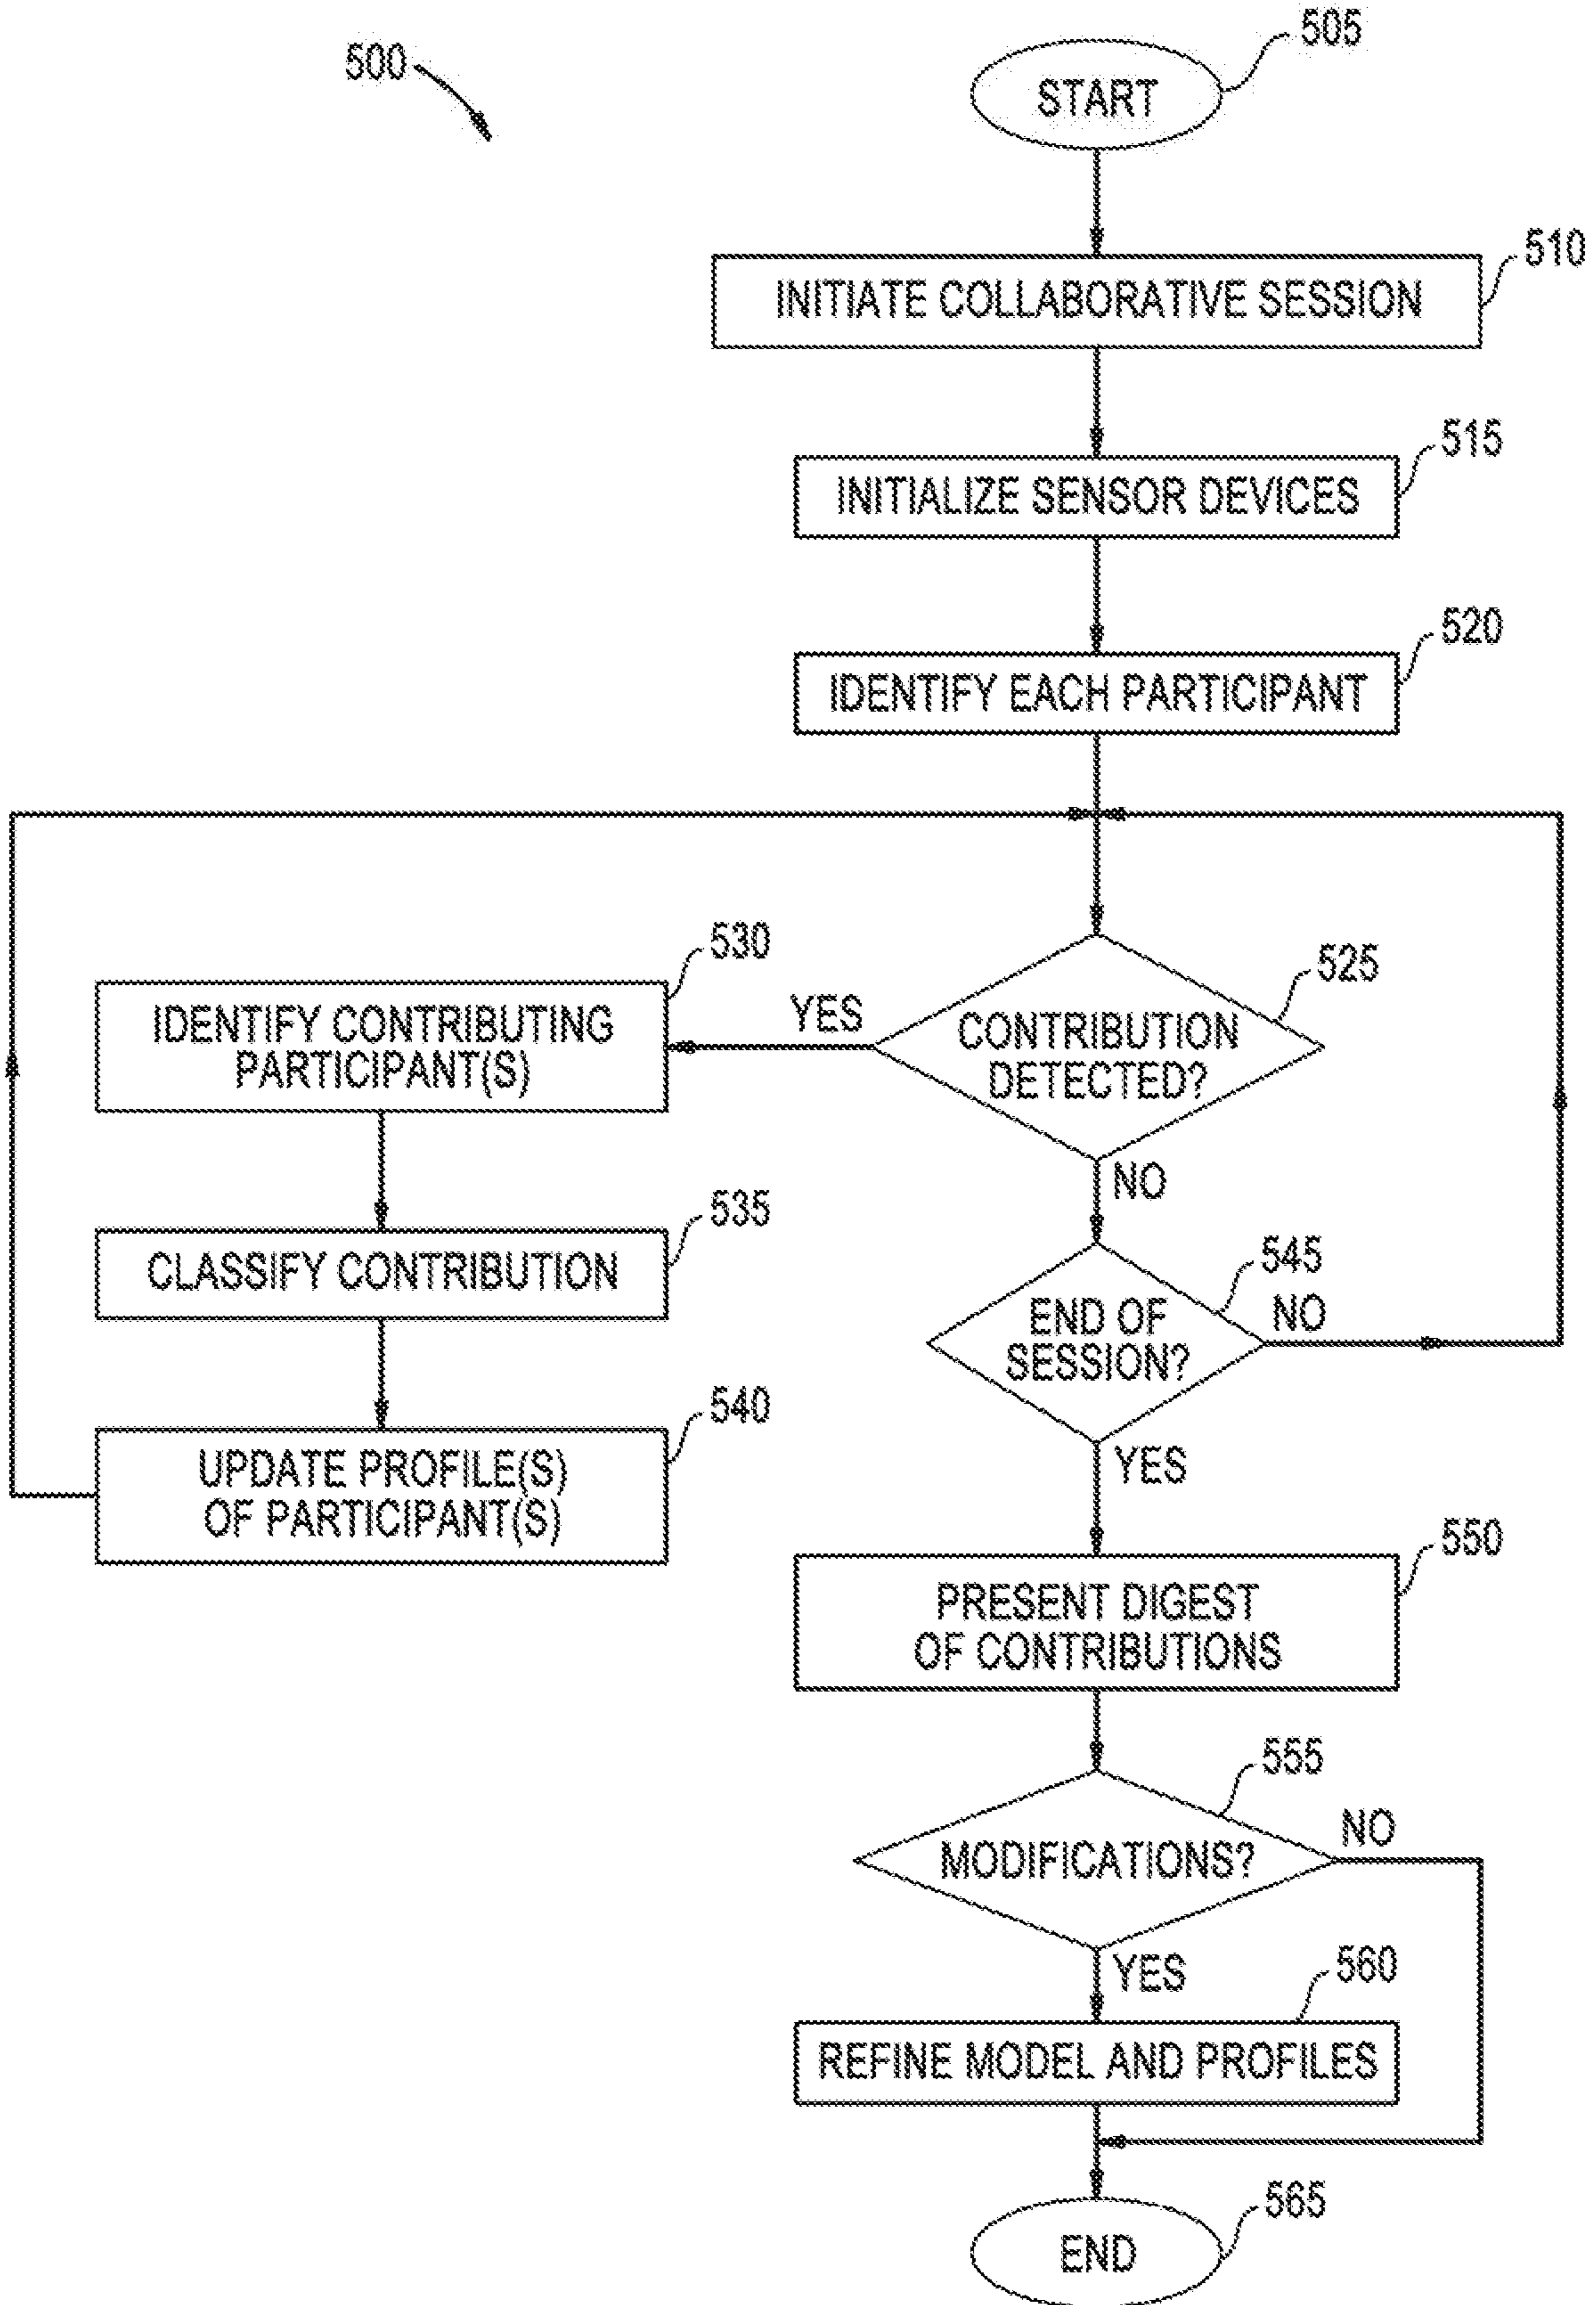 500
505
START
510
INITIATE COLLABORATIVE SESSION
515
INITIALIZE SENSOR DEVICES
520
IDENTIFY EACH PARTICIPANT
525
CONTRIBUTION
DETECTED?
YES
NO
530
IDENTIFY CONTRIBUTING
PARTICIPANT(S)
535
CLASSIFY CONTRIBUTION
540
UPDATE PROFILE(S)
OF PARTICIPANT(S)
545
END OF
SESSION?
NO
YES
550
PRESENT DIGEST
OF CONTRIBUTIONS
555
MODIFICATIONS?
NO
YES
560
REFINE MODEL AND PROFILES
565
END